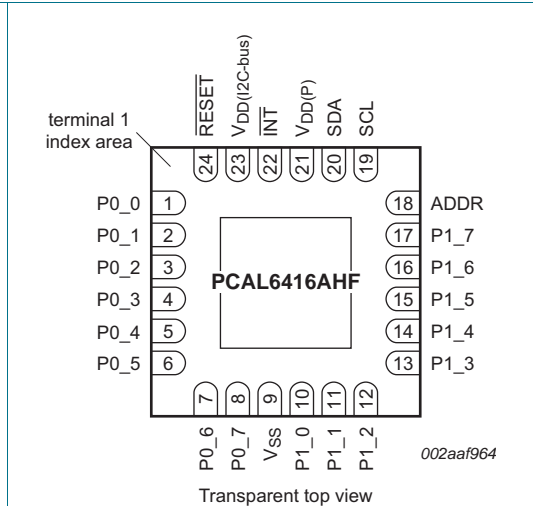 RESET
VDD(I2C-bus)
INT
VDD(P)
SDA
SCL
terminal 1
index area
24
23
22
21
20
19
P0_0 1
18 ADDR
P0_1 2
17 P1_7
P0_2 3
16 P1_6
PCAL6416AHF
P0_3 4
15 P1_5
P0_4 5
14 P1_4
P0_5 6
13 P1_3
7
8
9
10
11
12
P0_6
P0_7
VSS
P1_0
P1_1
P1_2
002aaf964
Transparent top view